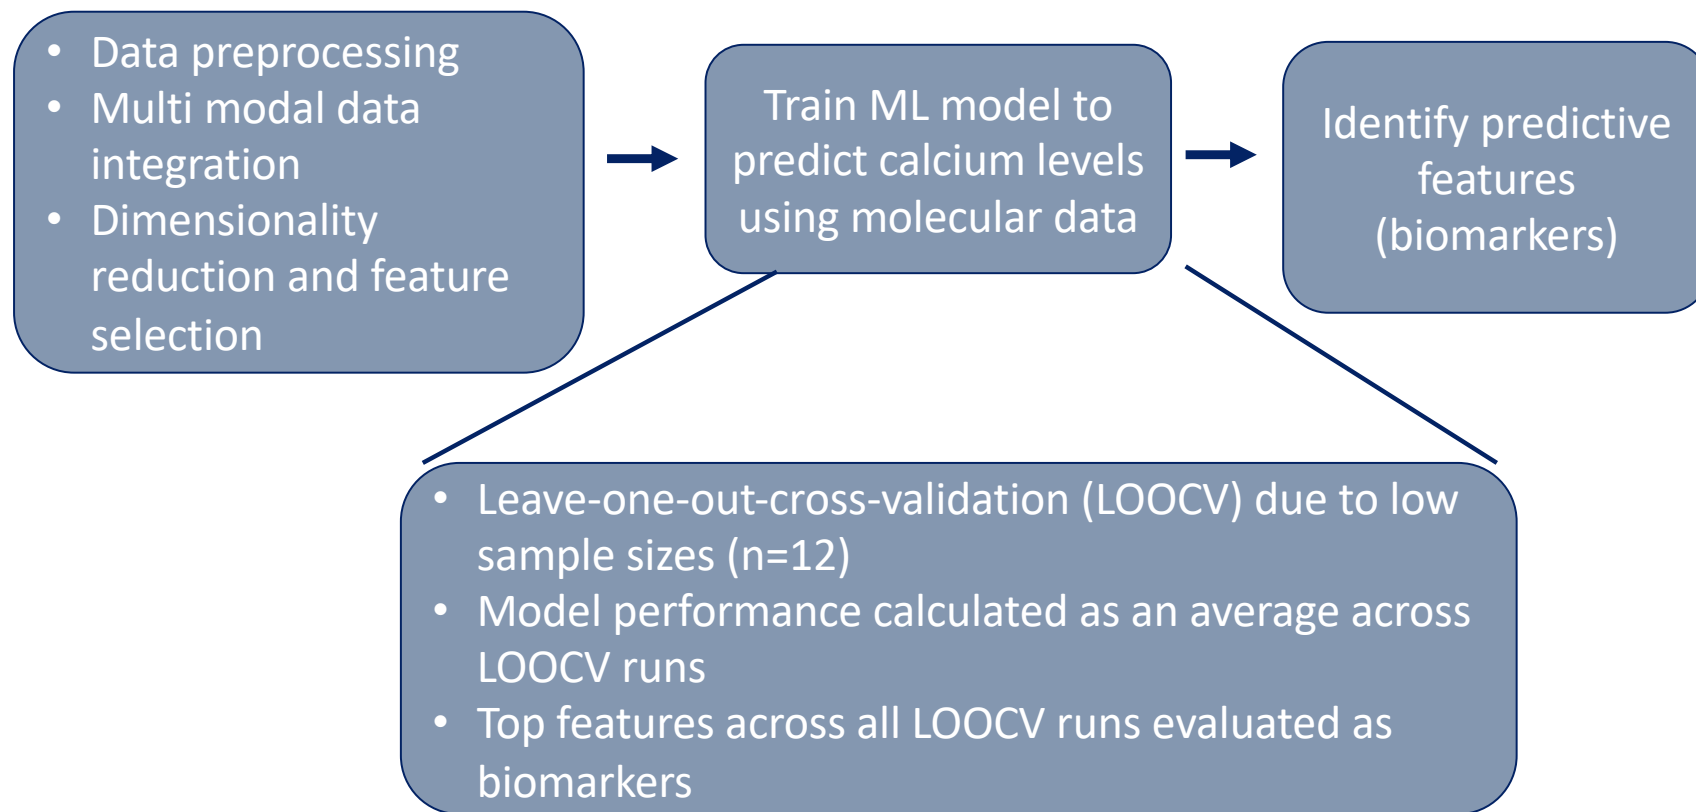 • Data preprocessing
• Multi modal data
integration
• Dimensionality
reduction and feature
selection
Train ML model to
predict calcium levels
using molecular data
Identify predictive
features
(biomarkers)
• Leave-one-out-cross-validation (LOOCV) due to low
sample sizes (n=12)
• Model performance calculated as an average across
LOOCV runs
• Top features across all LOOCV runs evaluated as
biomarkers